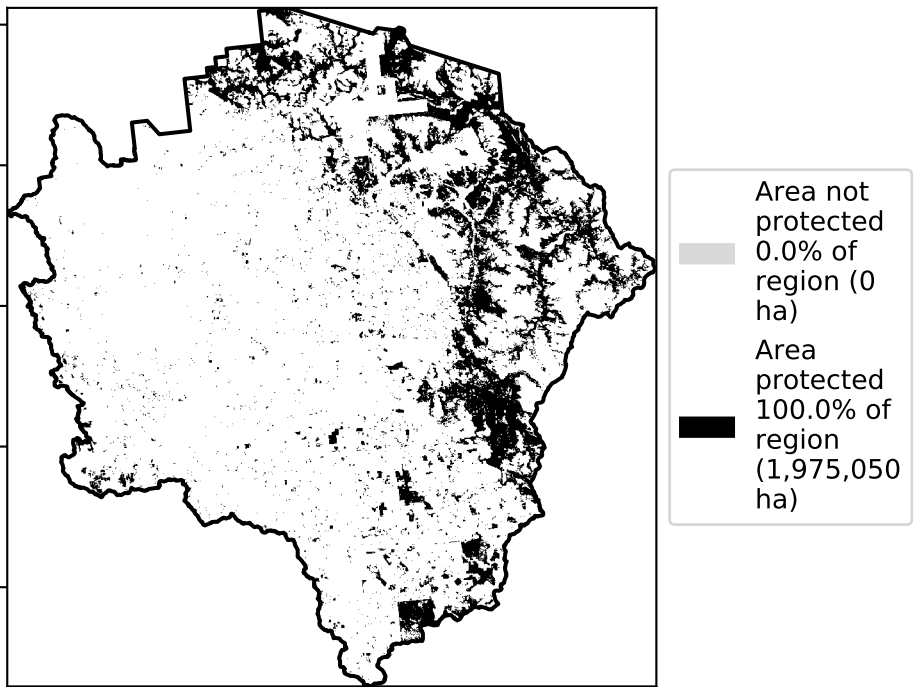 Area not
protected
0.0% of
region (0
ha)
Area
protected
100.0% of
region
(1,975,050
ha)